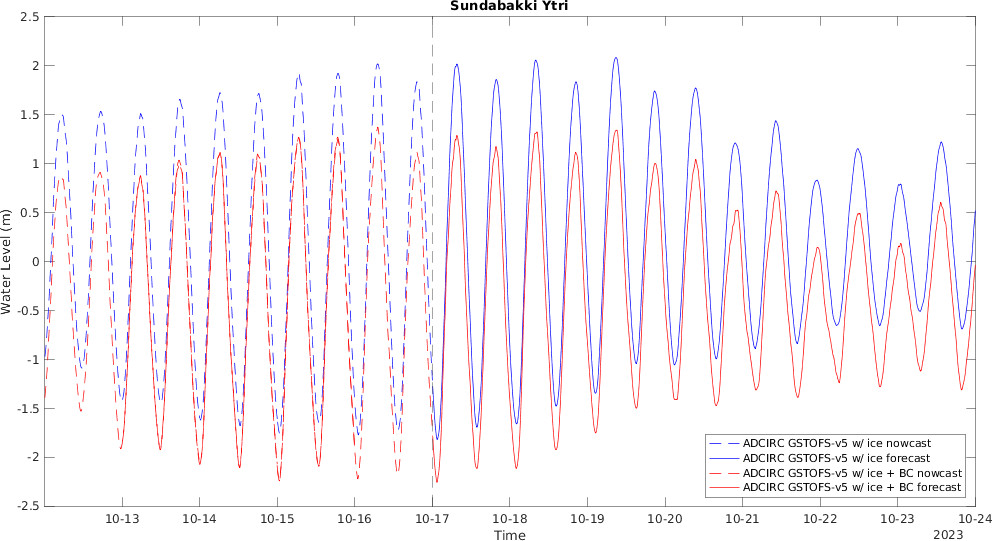 Sundabakki Ytri
2.5
2
1.5
1
0.5
0
-0.5
-1
-1.5
-2
-2.5
Water Level (m)
ADCIRC GSTOFS-v5 w/ ice nowcast
ADCIRC GSTOFS-v5 w/ ice forecast
ADCIRC GSTOFS-v5 w/ ice + BC nowcast
ADCIRC GSTOFS-v5 w/ ice + BC forecast
10-13 10-14 10-15 10-16 10-17 10-18 10-19 10-20 10-21 10-22 10-23 10-24
Time
2023